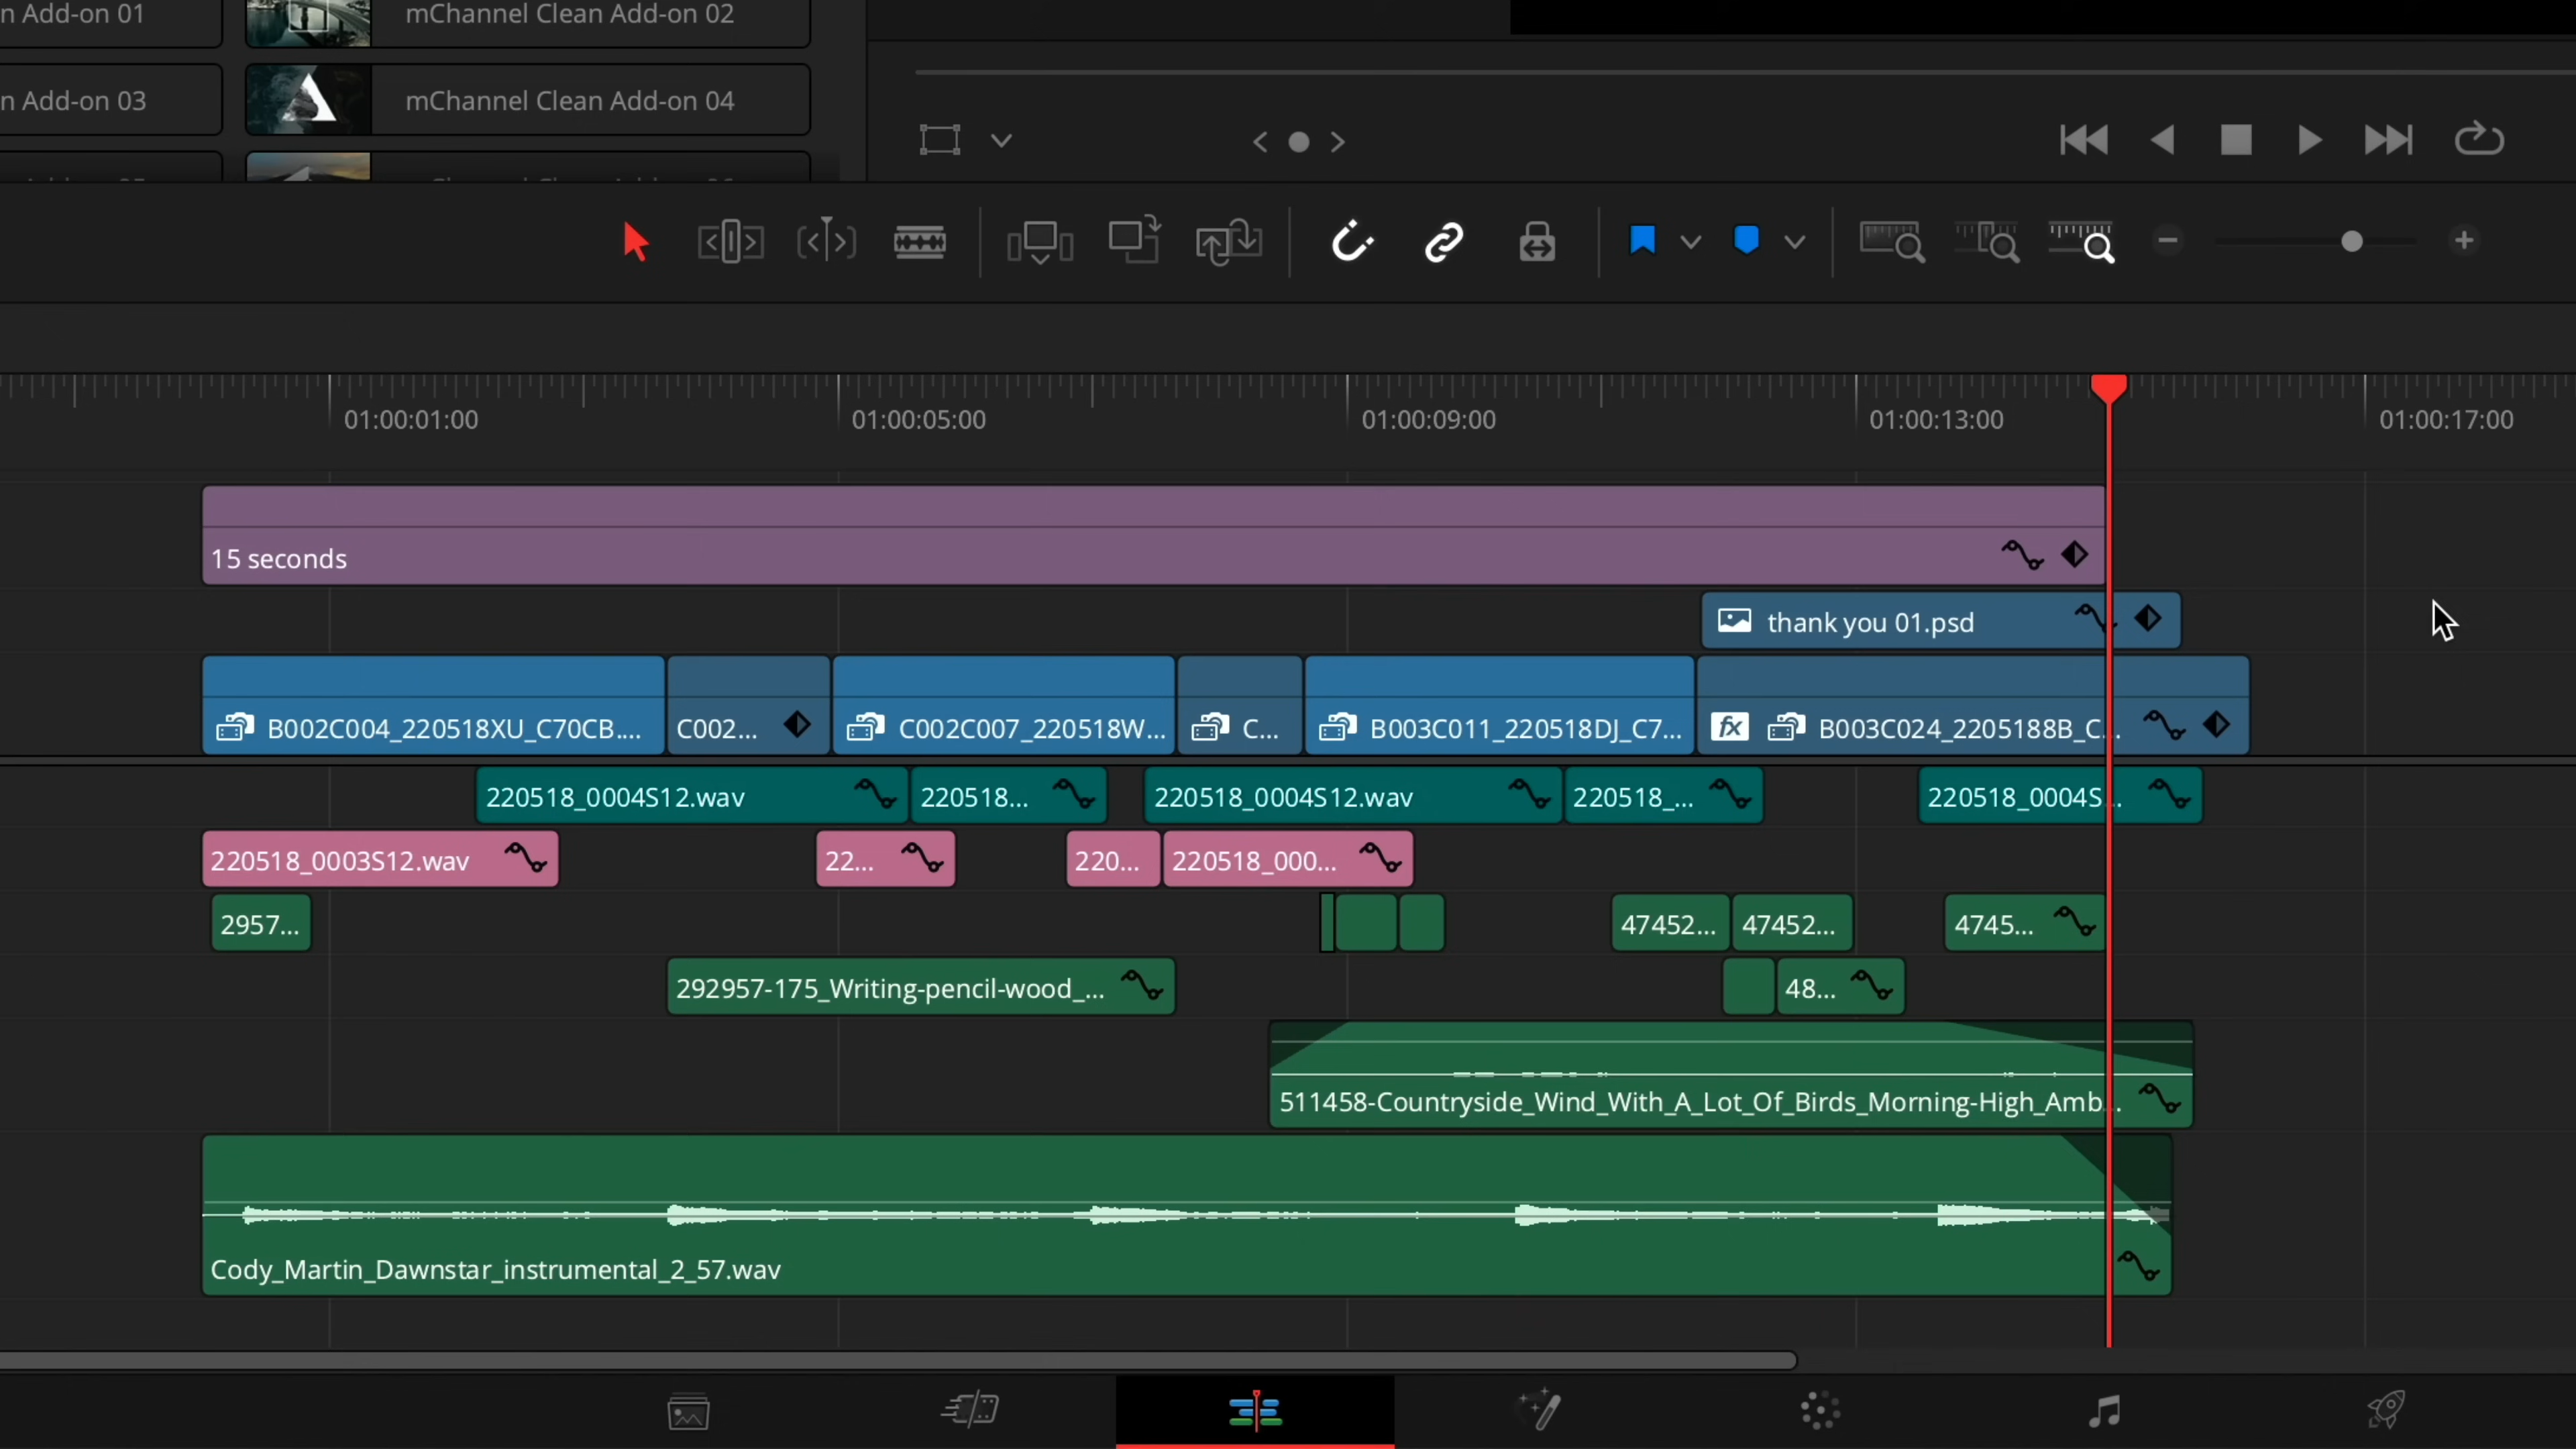 n Add-on 01
mChannel Clean Add-on 02
n Add-on 03
mChannel Clean Add-on 04
01:00:01:00
01:00:05:00
01:00:09:00
01:00:13:00
01:00:17:00
15 seconds
thank you 01.psd
B002C004_220518XU_C70CB....
C002...
C002C007_220518W...
C...
B003C011_220518DJ_C7...
fx
B003C024_2205188B_C...
220518_0004S12.wav
220518...
220518_0004S12.wav
220518_...
220518_0004S...
220518_0003S12.wav
22...
220...
220518_000...
2957...
47452...
47452...
4745...
292957-175_Writing-pencil-wood_...
48...
511458-Countryside_Wind_With_A_Lot_Of_Birds_Morning-High_Amb...
Cody_Martin_Dawnstar_instrumental_2_57.wav